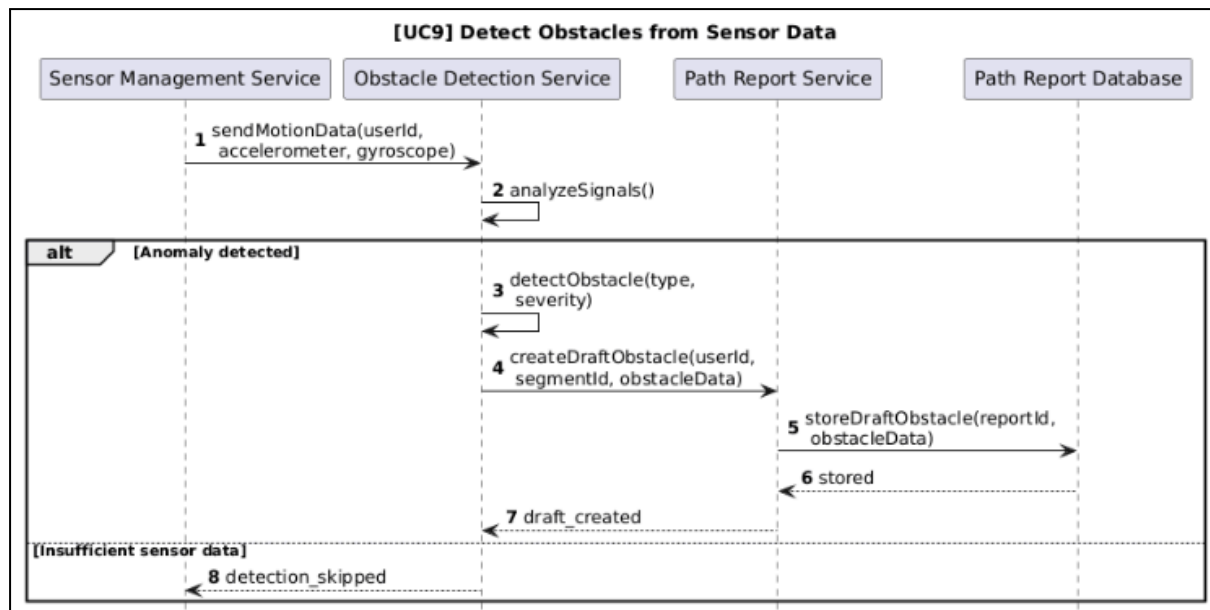 [UC9] Detect Obstacles from Sensor Data
Sensor Management Service
Obstacle Detection Service
Path Report Service
Path Report Database
1 sendMotionData(userId,
accelerometer, gyroscope)
2 analyzeSignals()
alt [Anomaly detected]
3 detectObstacle(type,
severity)
4 createDraftObstacle(userId,
segmentId, obstacleData)
5 storeDraftObstacle(reportId,
obstacleData)
6 stored
7 draft_created
[Insufficient sensor data]
8 detection_skipped